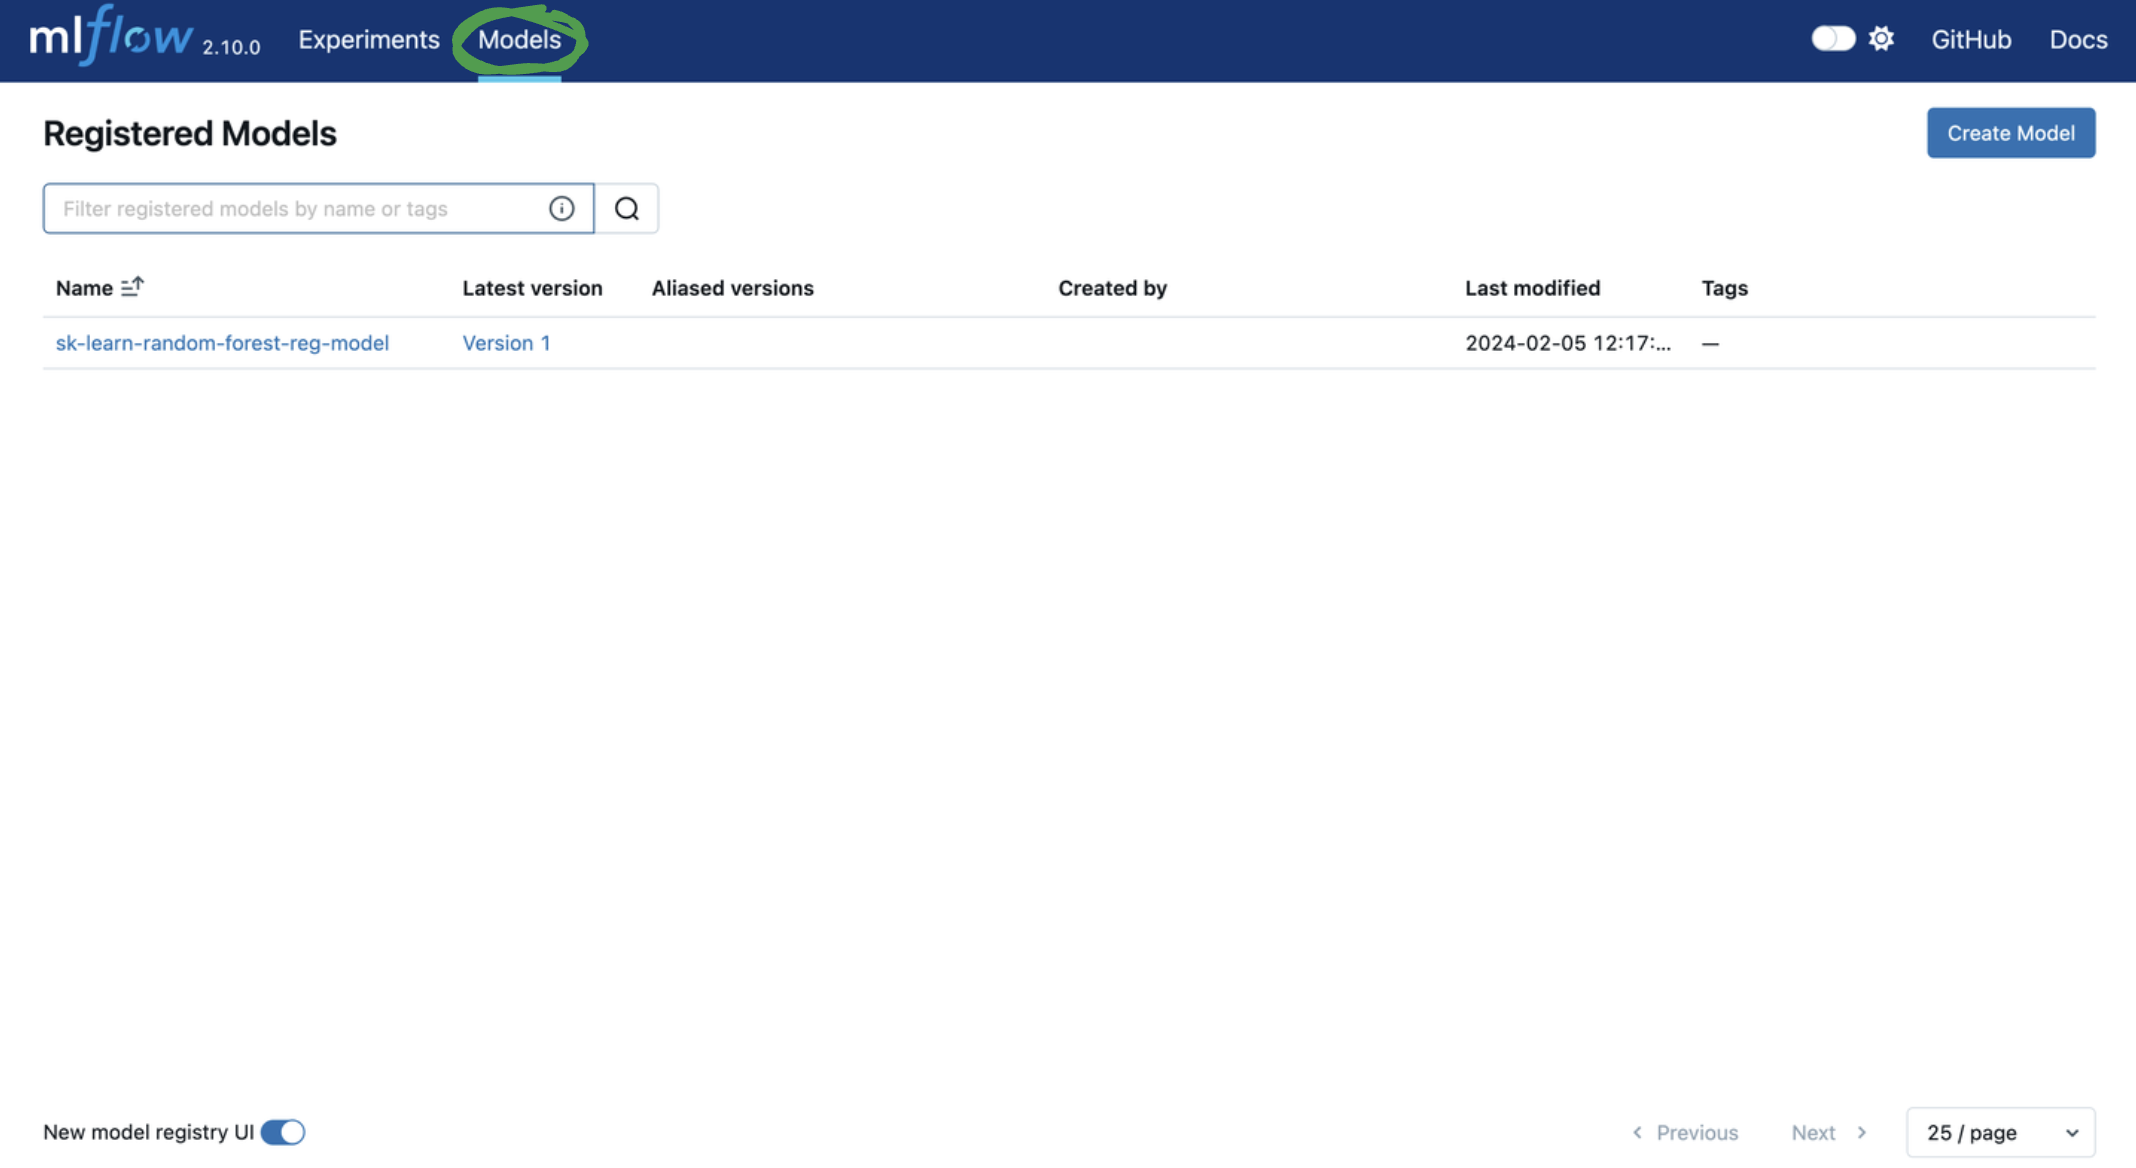 mlflow 2.10.0 Experiments Models GitHub Docs
Registered Models
Create Model
Filter registered models by name or tags
Name Latest version Aliased versions Created by Last modified Tags
sk-learn-random-forest-reg-model Version 1 2024-02-05 12:17:... —
New model registry UI Previous Next 25 / page